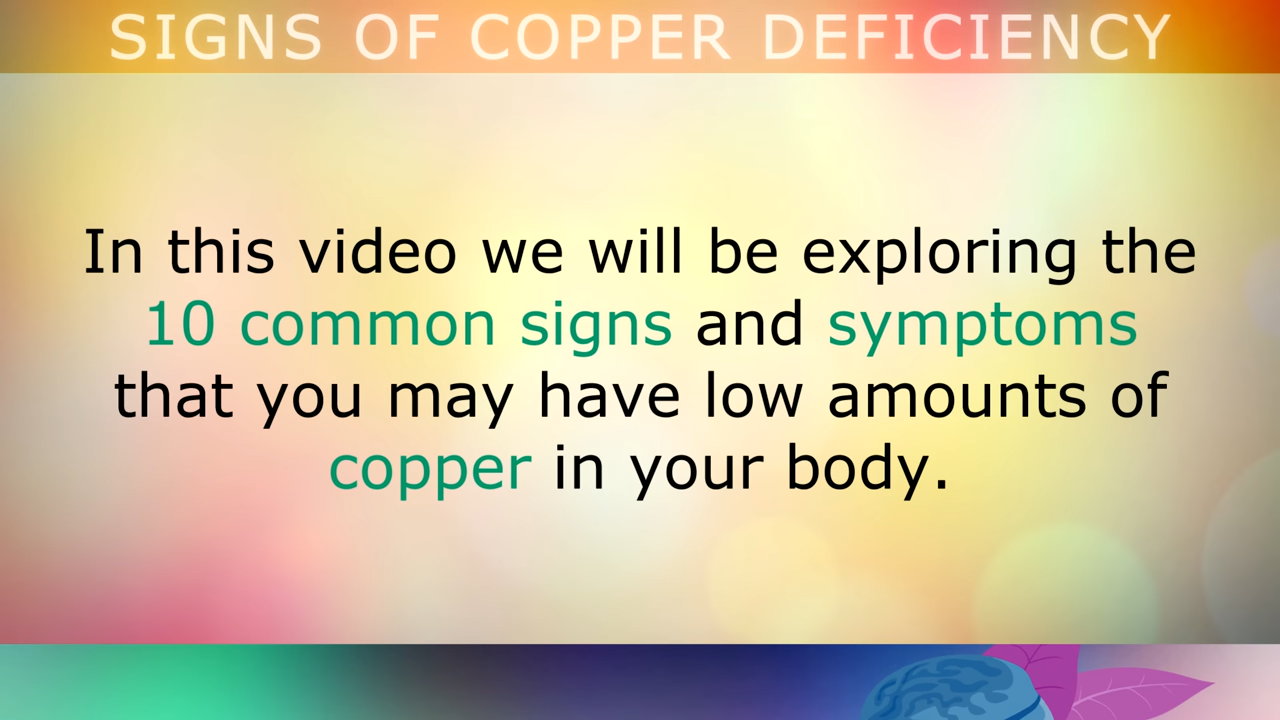 SIGNS OF COPPER DEFICIENCY
In this video we will be exploring the
10 common signs and symptoms
that you may have low amounts of
copper in your body.